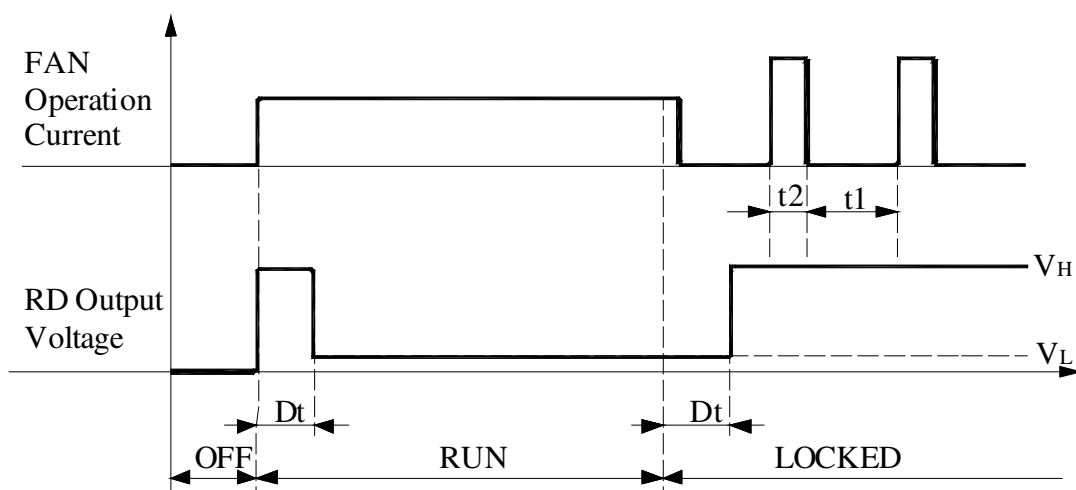 FAN
Operation
Current
t2
t1
VH
RD Output
Voltage
VL
Dt
Dt
OFF
RUN
LOCKED